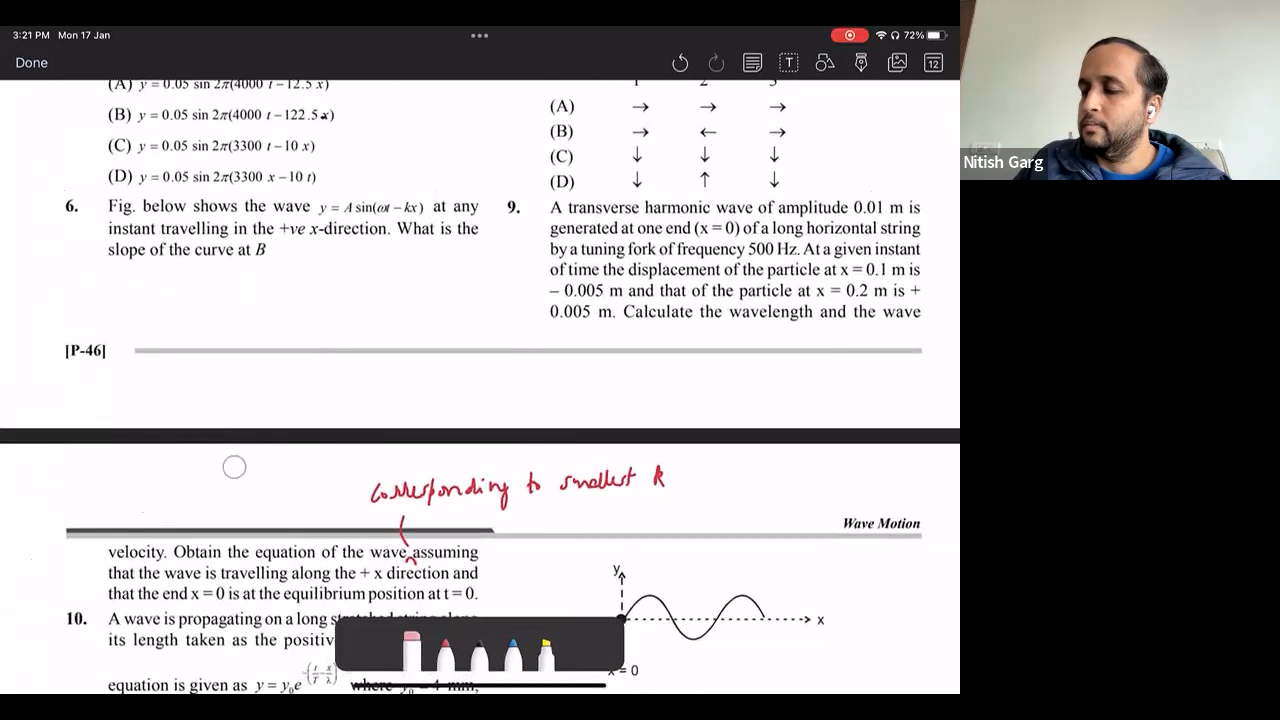 3:21 PM Mon 17 Jan
72%
Done
T
12
(A) y = 0.05 sin 2π(4000 t − 12.5 x)
(B) y = 0.05 sin 2π(4000 t − 122.5 x)
(C) y = 0.05 sin 2π(3300 t − 10 x)
(D) y = 0.05 sin 2π(3300 x − 10 t)
6. Fig. below shows the wave y = A sin(ωt − kx) at any
instant travelling in the +ve x-direction. What is the
slope of the curve at B
1 2 3
(A) → → →
(B) → ← →
(C) ↓ ↓ ↓
(D) ↓ ↑ ↓
9. A transverse harmonic wave of amplitude 0.01 m is
generated at one end (x = 0) of a long horizontal string
by a tuning fork of frequency 500 Hz. At a given instant
of time the displacement of the particle at x = 0.1 m is
– 0.005 m and that of the particle at x = 0.2 m is +
0.005 m. Calculate the wavelength and the wave
[P-46]
corresponding to smallest k
Wave Motion
velocity. Obtain the equation of the wave assuming
that the wave is travelling along the + x direction and
that the end x = 0 is at the equilibrium position at t = 0.
10. A wave is propagating on a long
its length taken as the
equation is given as y = y₀e^−(t/T − x/λ)
y
x
= 0
Nitish Garg